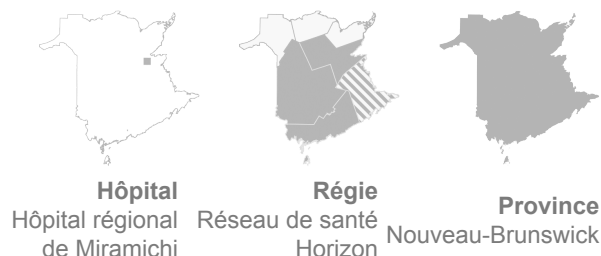 Hôpital
Hôpital régional
de Miramichi
Régie
Réseau de santé
Horizon
Province
Nouveau-Brunswick